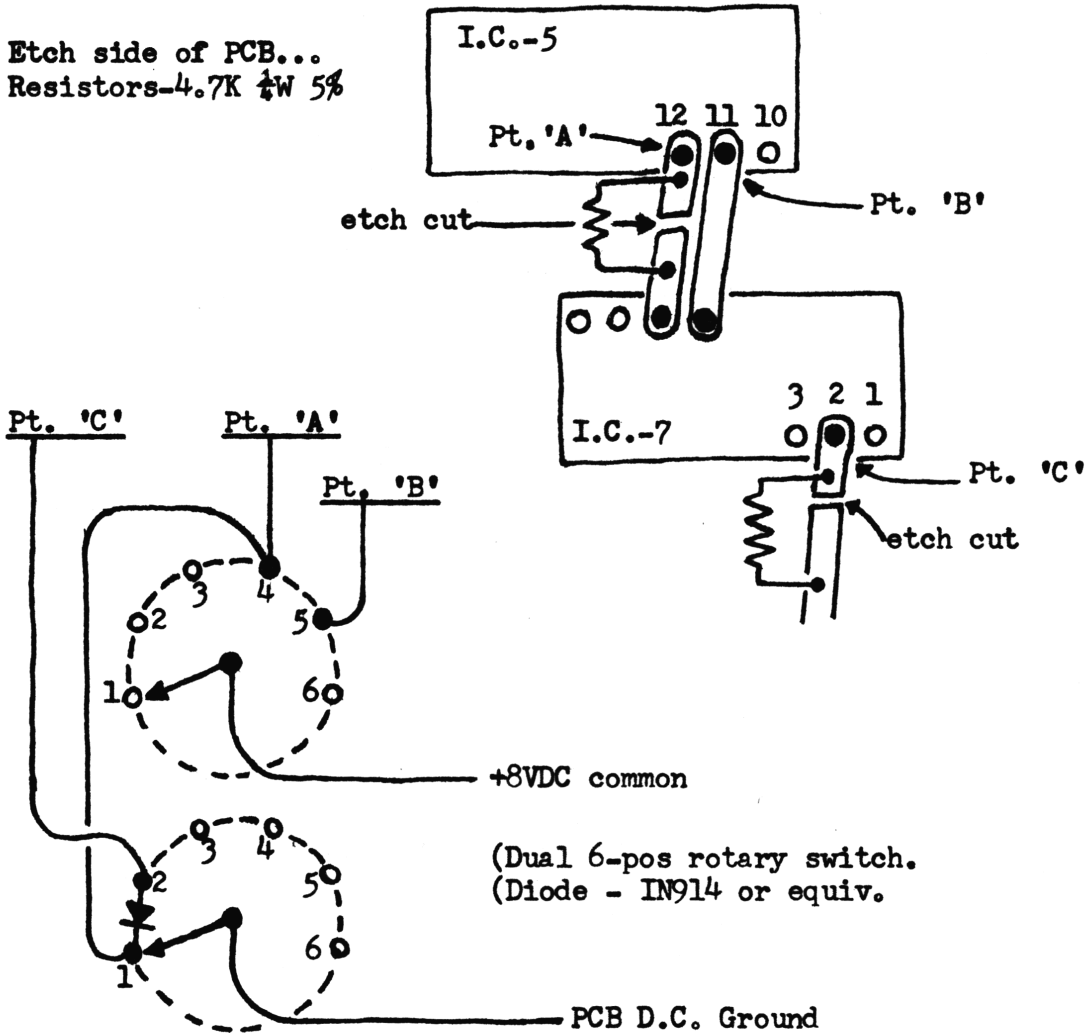 Etch side of PCB...
Resistors-4.7K ¼W 5%
I.C.-5
12 11 10
Pt. 'A'
Pt. 'B'
etch cut
3 2 1
I.C.-7
Pt. 'C'
etch cut
Pt. 'C'
Pt. 'A'
Pt. 'B'
3
4
2
5
1
6
+8VDC common
3
4
2
5
1
6
(Dual 6-pos rotary switch.
(Diode - IN914 or equiv.
PCB D.C. Ground